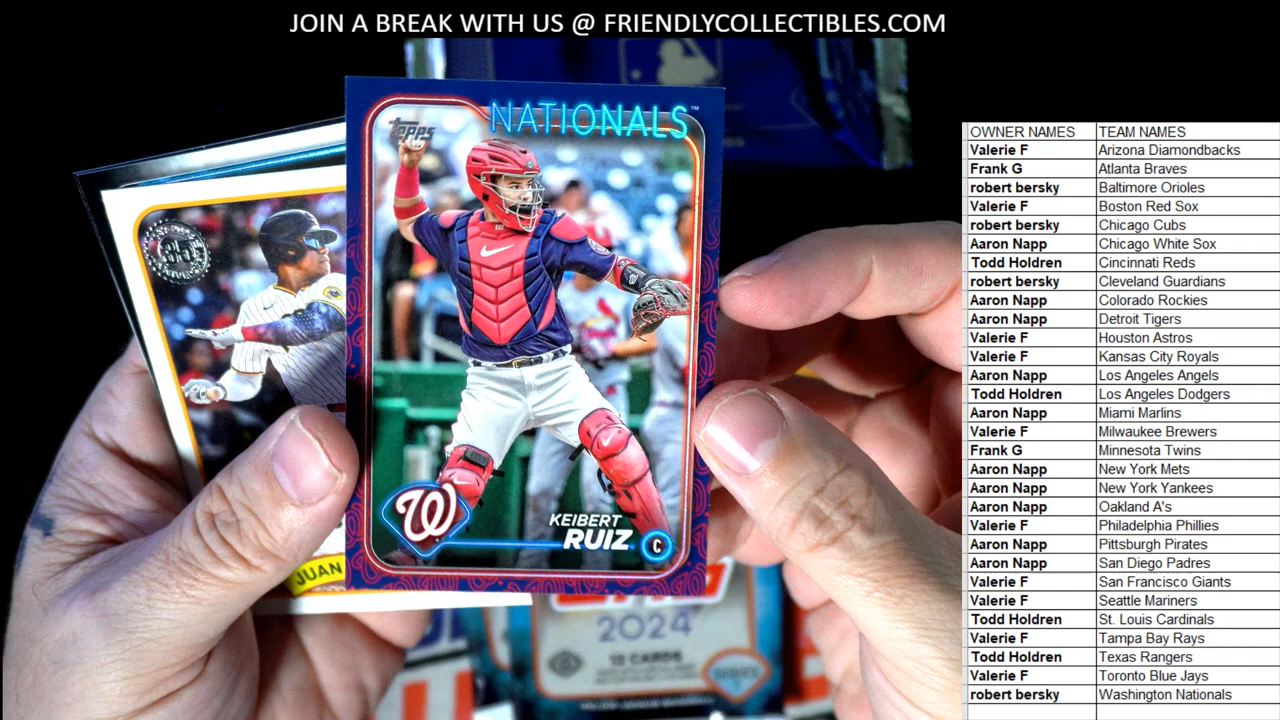 JOIN A BREAK WITH US @ FRIENDLYCOLLECTIBLES.COM
NATIONALS™
Topps
35
W
KEIBERT
RUIZ
C
JUAN
2024
12 CARDS
SERIES
OWNER NAMES TEAM NAMES
Valerie F Arizona Diamondbacks
Frank G Atlanta Braves
robert bersky Baltimore Orioles
Valerie F Boston Red Sox
robert bersky Chicago Cubs
Aaron Napp Chicago White Sox
Todd Holdren Cincinnati Reds
robert bersky Cleveland Guardians
Aaron Napp Colorado Rockies
Aaron Napp Detroit Tigers
Valerie F Houston Astros
Valerie F Kansas City Royals
Aaron Napp Los Angeles Angels
Todd Holdren Los Angeles Dodgers
Aaron Napp Miami Marlins
Valerie F Milwaukee Brewers
Frank G Minnesota Twins
Aaron Napp New York Mets
Aaron Napp New York Yankees
Aaron Napp Oakland A's
Valerie F Philadelphia Phillies
Aaron Napp Pittsburgh Pirates
Aaron Napp San Diego Padres
Valerie F San Francisco Giants
Valerie F Seattle Mariners
Todd Holdren St. Louis Cardinals
Valerie F Tampa Bay Rays
Todd Holdren Texas Rangers
Valerie F Toronto Blue Jays
robert bersky Washington Nationals